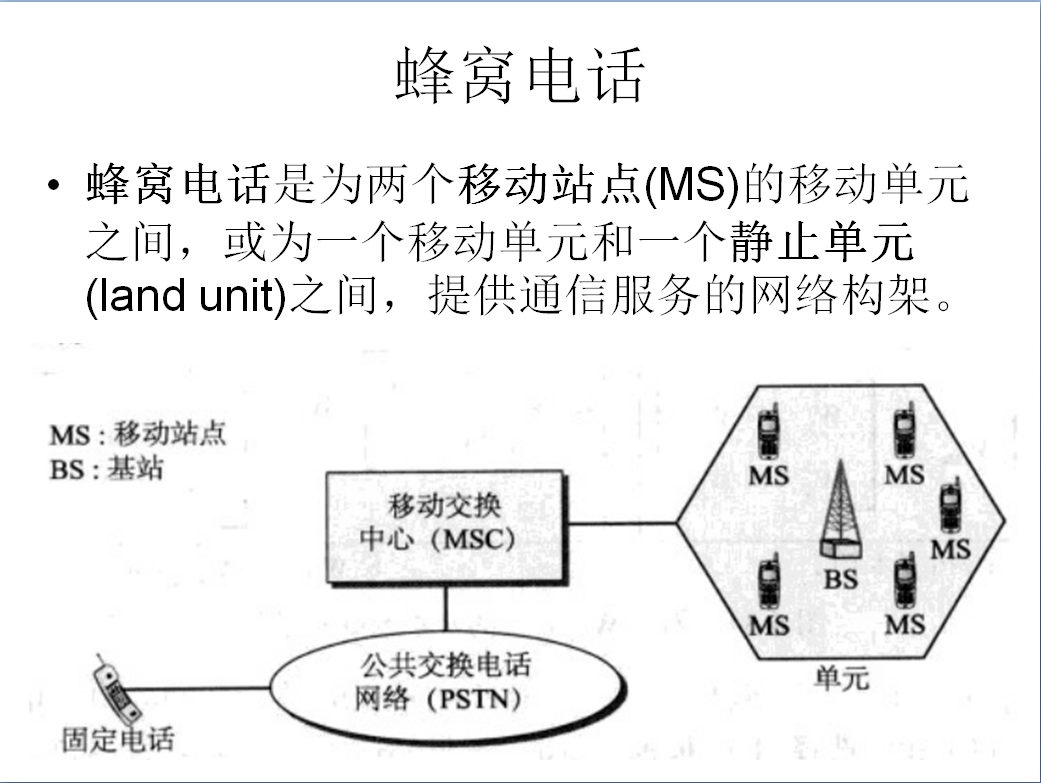 蜂窝电话
• 蜂窝电话是为两个移动站点(MS)的移动单元
之间，或为一个移动单元和一个静止单元
(land unit)之间，提供通信服务的网络构架。
MS：移动站点
BS：基站
移动交换
中心（MSC）
MS
MS
MS
BS
MS
MS
单元
公共交换电话
网络（PSTN）
固定电话